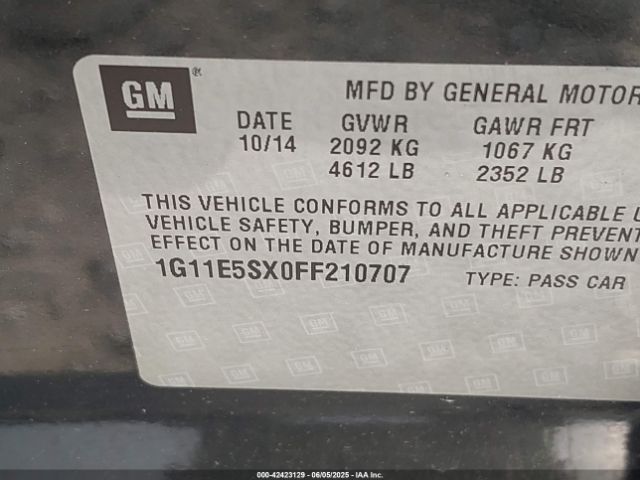 GM®
MFD BY GENERAL MOTOR
DATE GVWR GAWR FRT
10/14 2092 KG 1067 KG
4612 LB 2352 LB
THIS VEHICLE CONFORMS TO ALL APPLICABLE
VEHICLE SAFETY, BUMPER, AND THEFT PREVENT
EFFECT ON THE DATE OF MANUFACTURE SHOWN
1G11E5SX0FF210707 TYPE: PASS CAR
000-42423129 - 06/05/2025 - IAA Inc.